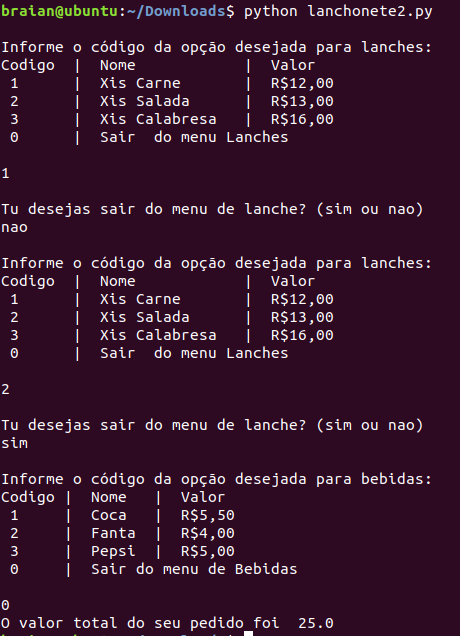 braian@ubuntu:~/Downloads$ python lanchonete2.py
Informe o código da opção desejada para lanches:
Codigo | Nome | Valor
1 | Xis Carne | R$12,00
2 | Xis Salada | R$13,00
3 | Xis Calabresa | R$16,00
0 | Sair do menu Lanches
1
Tu desejas sair do menu de lanche? (sim ou nao)
nao
Informe o código da opção desejada para lanches:
Codigo | Nome | Valor
1 | Xis Carne | R$12,00
2 | Xis Salada | R$13,00
3 | Xis Calabresa | R$16,00
0 | Sair do menu Lanches
2
Tu desejas sair do menu de lanche? (sim ou nao)
sim
Informe o código da opção desejada para bebidas:
Codigo | Nome | Valor
1 | Coca | R$5,50
2 | Fanta | R$4,00
3 | Pepsi | R$5,00
0 | Sair do menu de Bebidas
0
O valor total do seu pedido foi 25.0